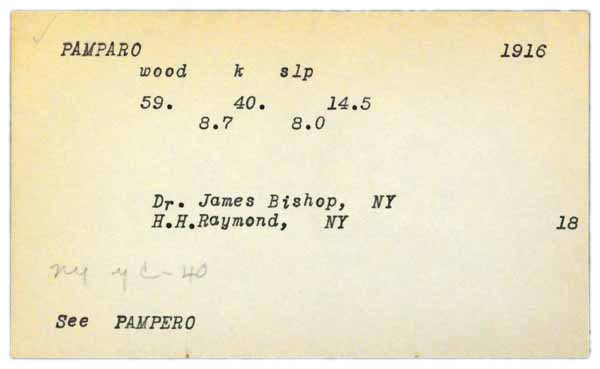 PAMPARO 1916
wood k slp
59. 40. 14.5
8.7 8.0
Dr. James Bishop, NY
H.H.Raymond, NY 18
NY YC-40
See PAMPERO